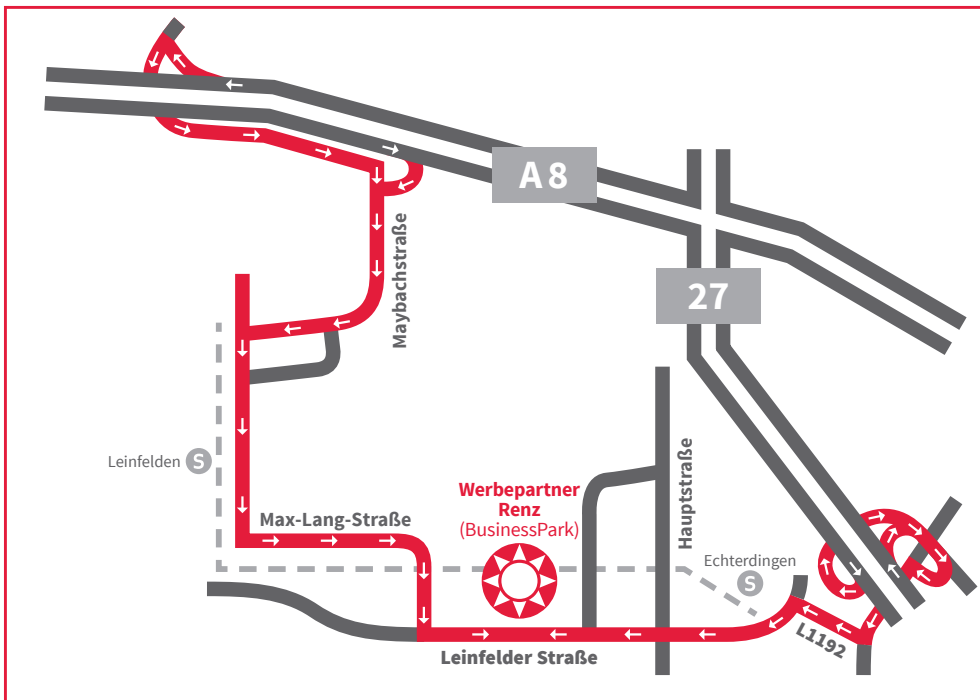 A 8
Maybachstraße
27
Leinfelden S
Hauptstraße
Werbepartner
Renz
(BusinessPark)
Max-Lang-Straße
Echterdingen
S
L1192
Leinfelder Straße